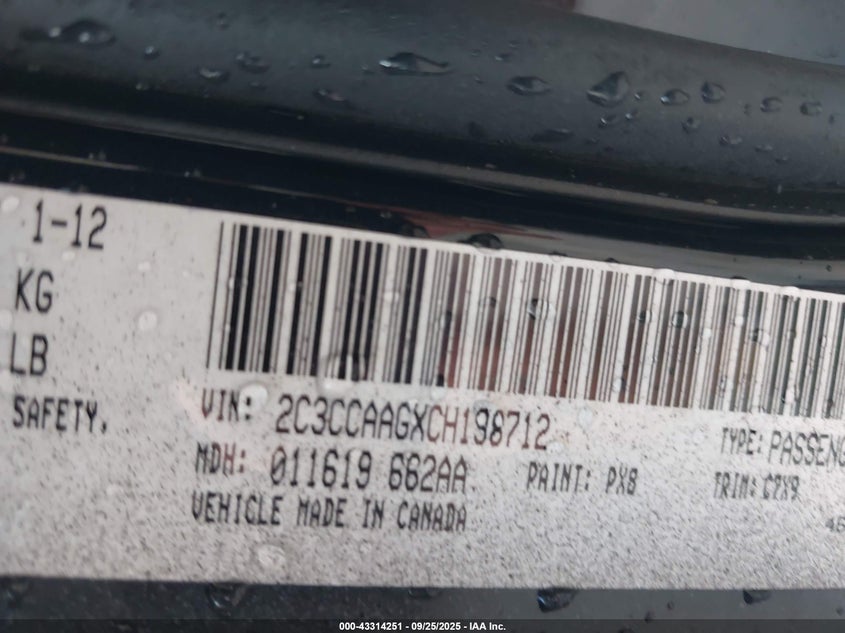 1-12
KG
LB
SAFETY.
VIN: 2C3CCAAGXCH198712
TYPE: PASSENG
MDH: 011619 662AA
PAINT: PX8
TRIM: C7X9
VEHICLE MADE IN CANADA
000-43314251 - 09/25/2025 - IAA Inc.